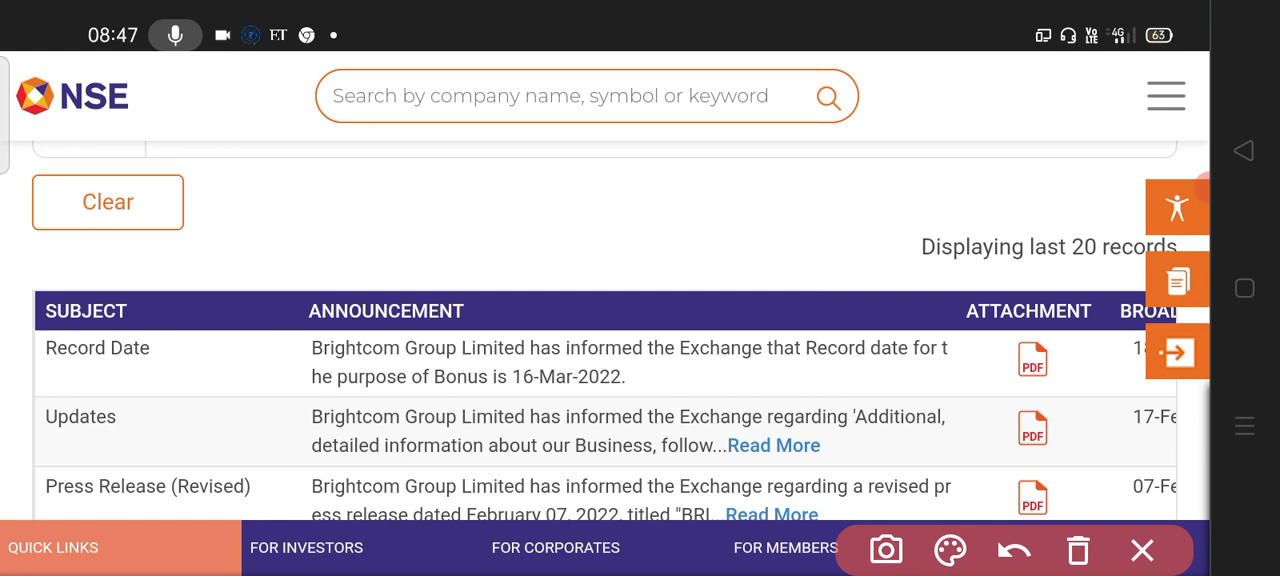 08:47
ET
Vo
LTE
4G
63
NSE
Search by company name, symbol or keyword
Clear
Displaying last 20 records
SUBJECT ANNOUNCEMENT ATTACHMENT
Record Date Brightcom Group Limited has informed the Exchange that Record date for t
he purpose of Bonus is 16-Mar-2022.
PDF
Updates Brightcom Group Limited has informed the Exchange regarding 'Additional, 17-Fe
detailed information about our Business, follow...Read More
PDF
Press Release (Revised) Brightcom Group Limited has informed the Exchange regarding a revised pr 07-Fe
ess release dated February 07, 2022, titled "BRI...Read More
PDF
QUICK LINKS FOR INVESTORS FOR CORPORATES FOR MEMBERS